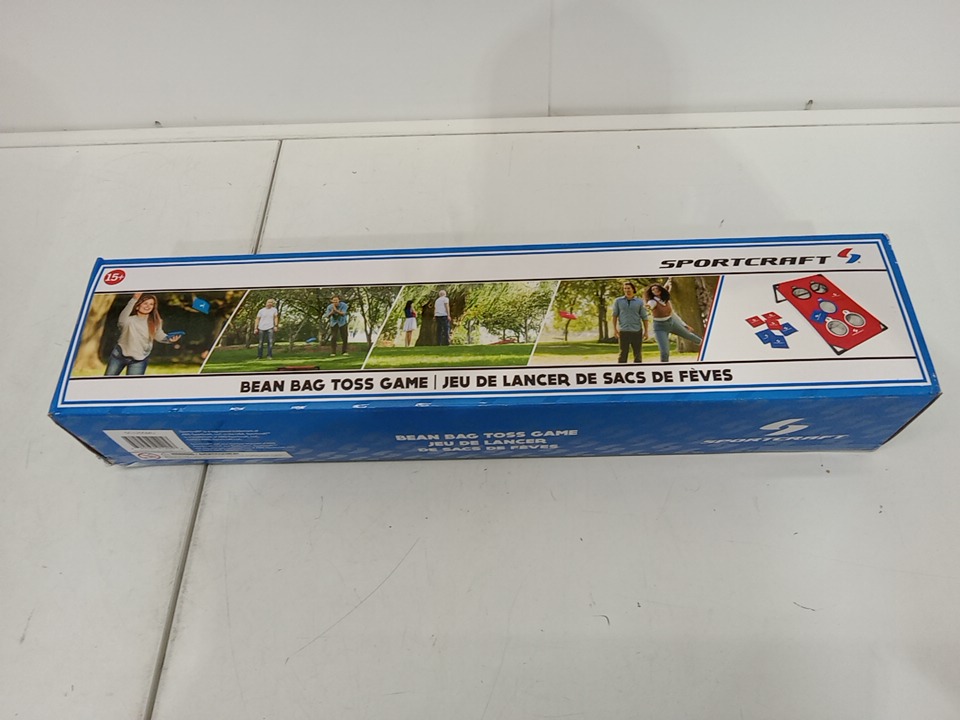 15+
SPORTCRAFT
BEAN BAG TOSS GAME | JEU DE LANCER DE SACS DE FÈVES
BEAN BAG TOSS GAME
JEU DE LANCER
DE SACS DE FÈVES
SPORTCRAFT